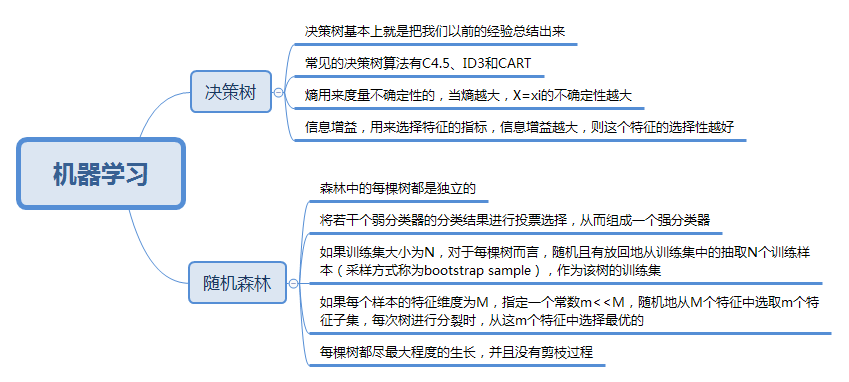 机器学习
决策树
决策树基本上就是把我们以前的经验总结出来
常见的决策树算法有C4.5、ID3和CART
熵用来度量不确定性的，当熵越大，X=xi的不确定性越大
信息增益，用来选择特征的指标，信息增益越大，则这个特征的选择性越好
随机森林
森林中的每棵树都是独立的
将若干个弱分类器的分类结果进行投票选择，从而组成一个强分类器
如果训练集大小为N，对于每棵树而言，随机且有放回地从训练集中的抽取N个训练样
本（采样方式称为bootstrap sample），作为该树的训练集
如果每个样本的特征维度为M，指定一个常数m<<M，随机地从M个特征中选取m个特
征子集，每次树进行分裂时，从这m个特征中选择最优的
每棵树都尽最大程度的生长，并且没有剪枝过程